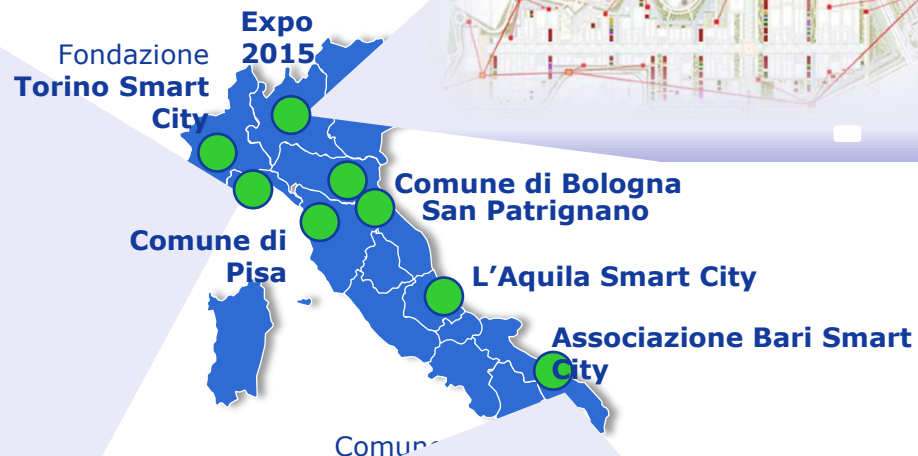 Expo
2015
Fondazione
Torino Smart
City
Comune di Bologna
San Patrignano
Comune di
Pisa
L’Aquila Smart City
Associazione Bari Smart
City
Comune